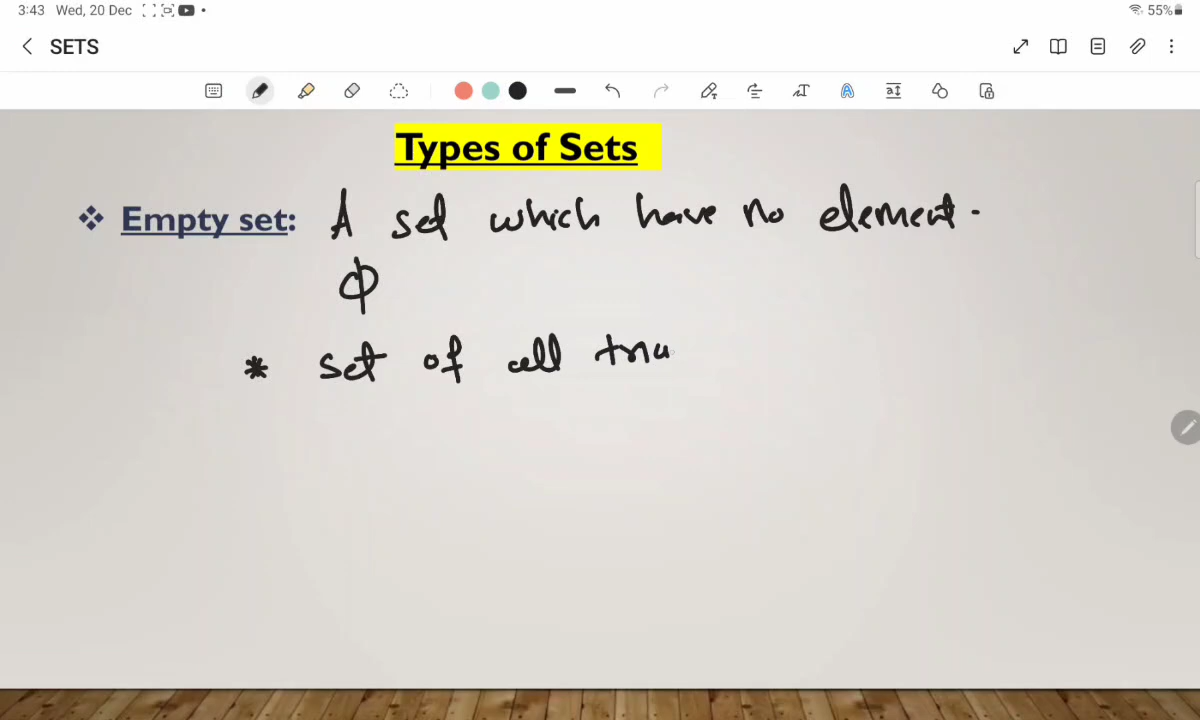 3:43 Wed, 20 Dec 55%
SETS
Types of Sets
❖ Empty set: A set which have no element.
Φ
* set of all